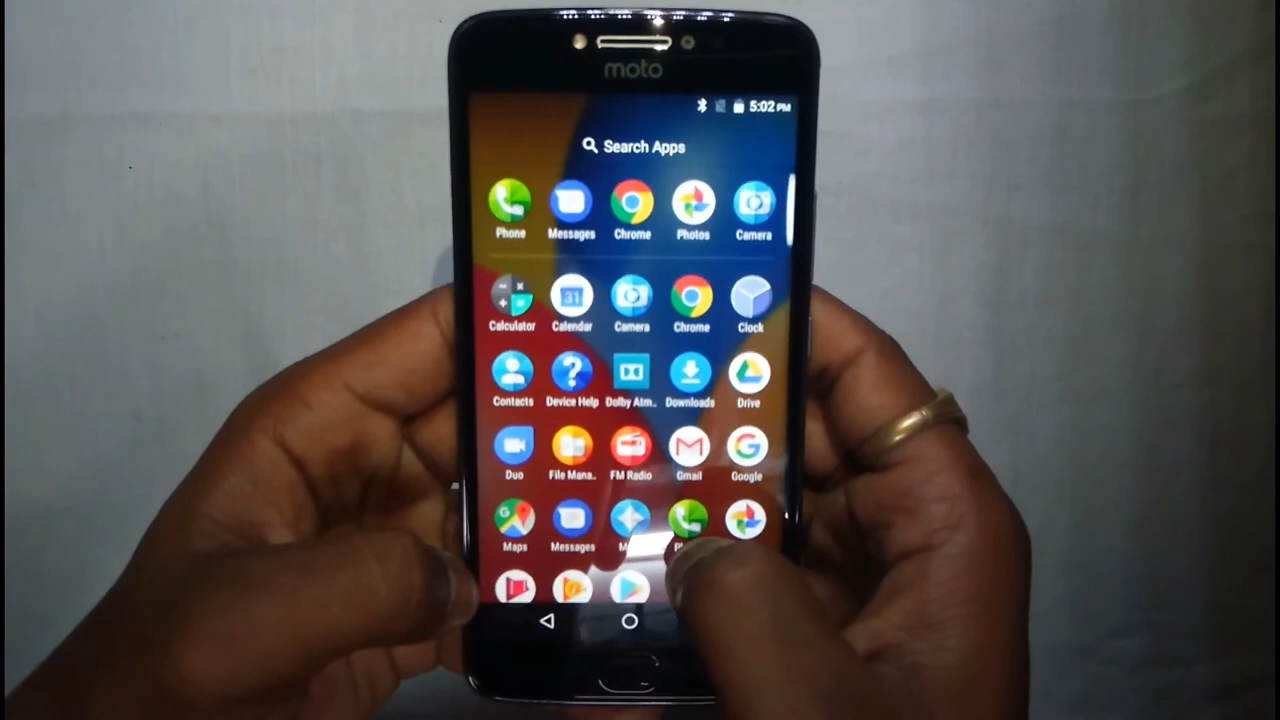 moto
5:02 PM
Search Apps
Phone Messages Chrome Photos Camera
31
Calculator Calendar Camera Chrome Clock
Contacts Device Help Dolby Atm.. Downloads Drive
Duo File Mana.. FM Radio Gmail Google
Maps Messages